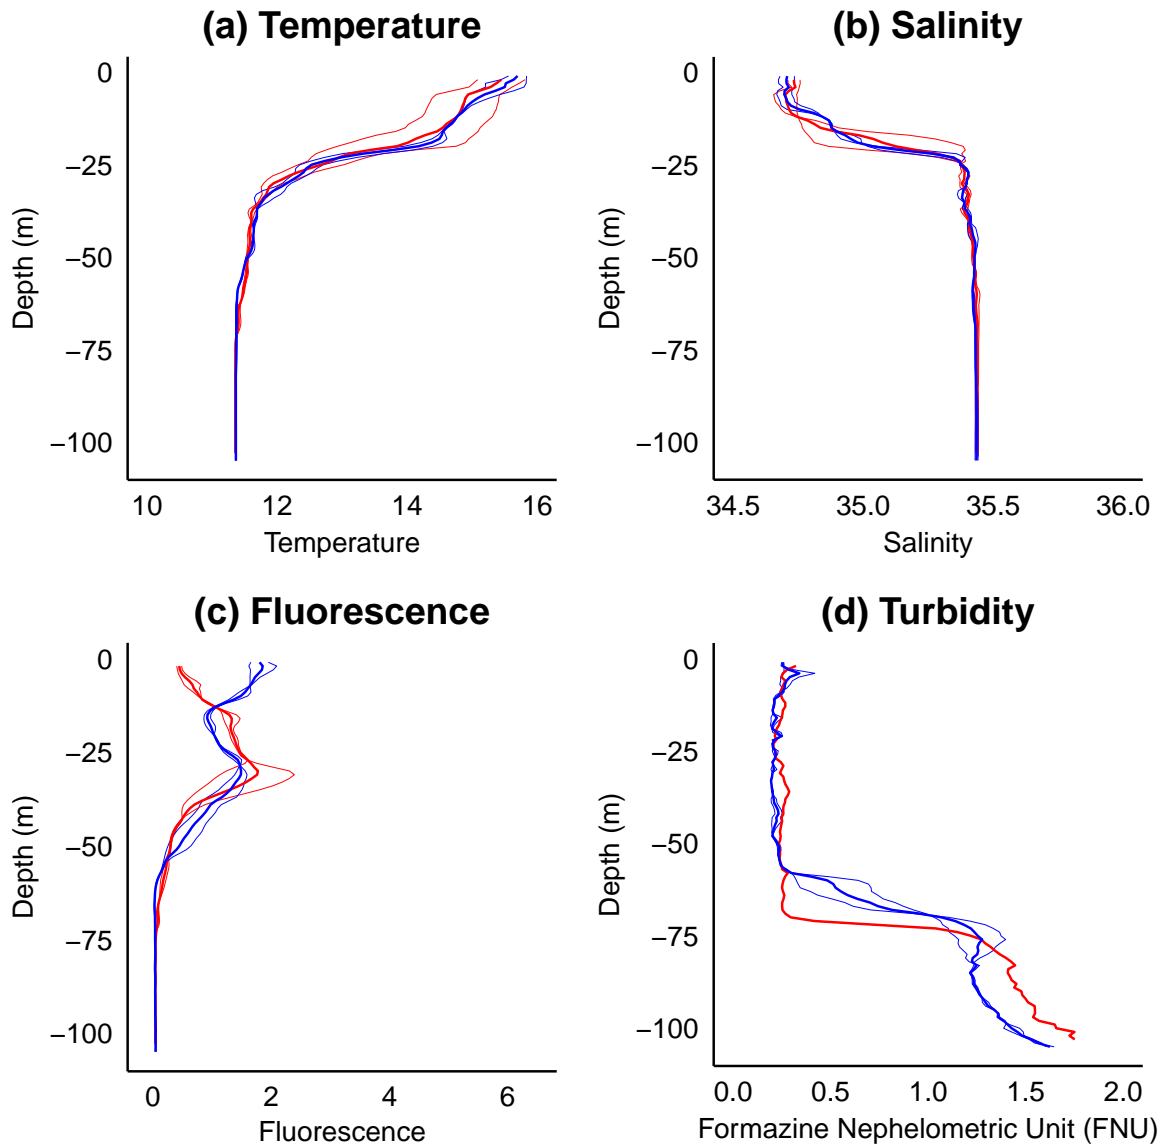 (a) Temperature
0
−25
−50
−75
−100
Depth (m)
10 12 14 16
Temperature
(b) Salinity
0
−25
−50
−75
−100
Depth (m)
34.5 35.0 35.5 36.0
Salinity
(c) Fluorescence
0
−25
−50
−75
−100
Depth (m)
0 2 4 6
Fluorescence
(d) Turbidity
0
−25
−50
−75
−100
Depth (m)
0.0 0.5 1.0 1.5 2.0
Formazine Nephelometric Unit (FNU)